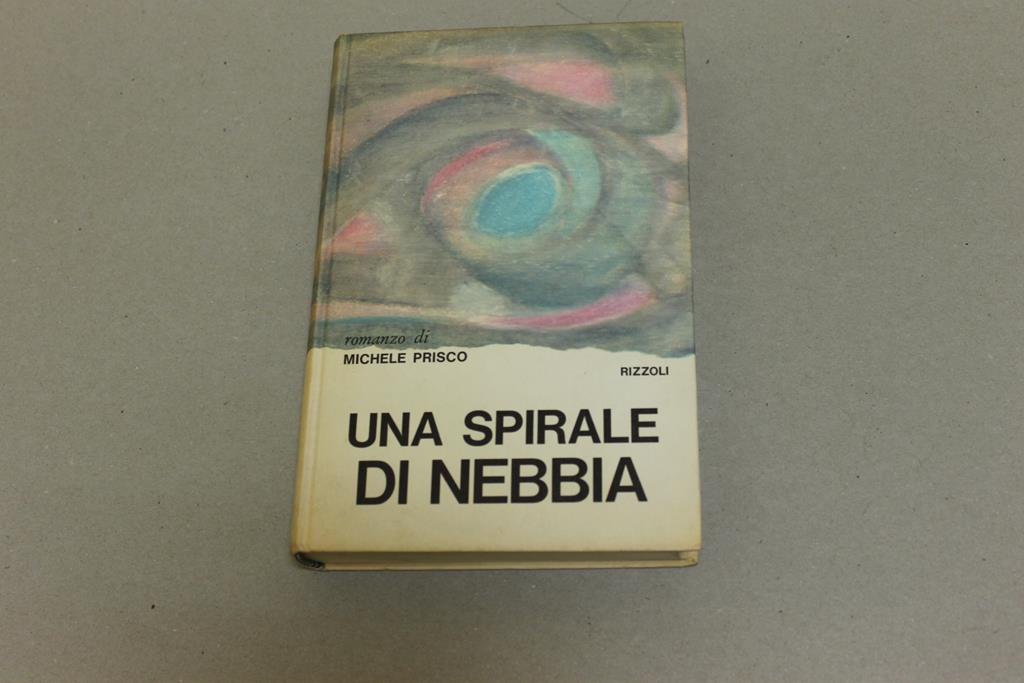 romanzo di
MICHELE PRISCO
RIZZOLI
UNA SPIRALE
DI NEBBIA